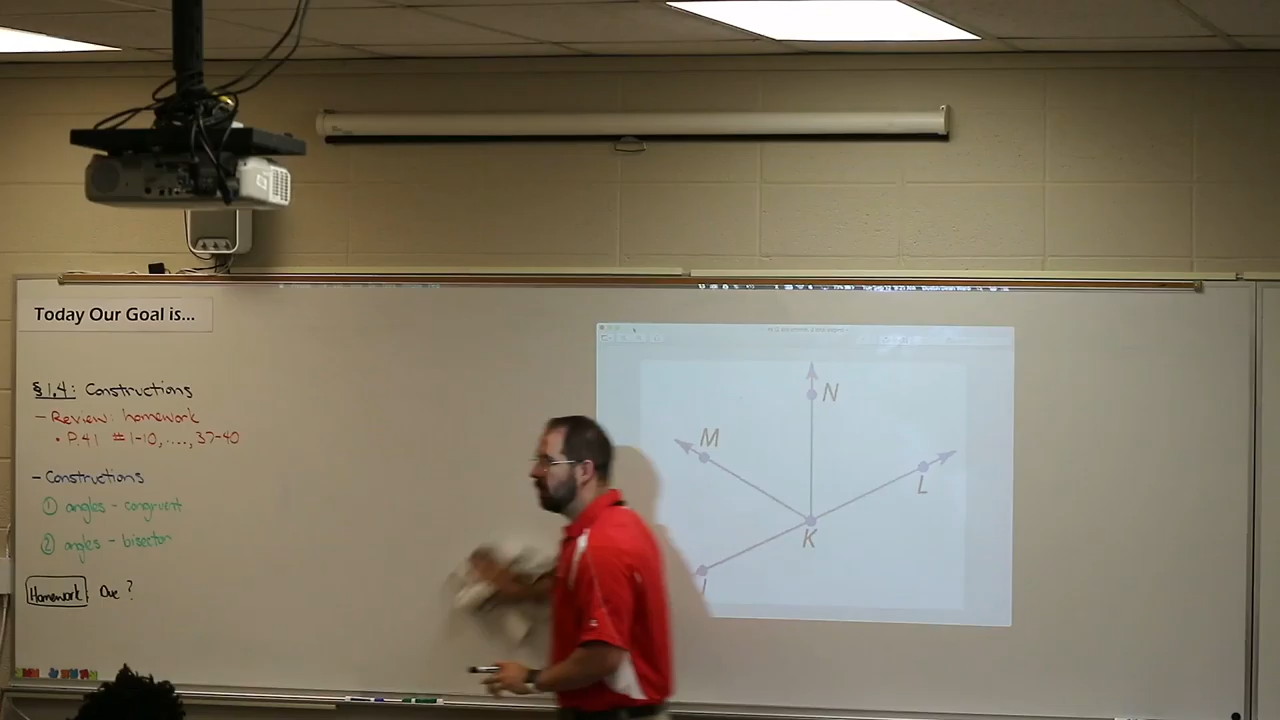 Today Our Goal is...
§1.4: Constructions
- Review: homework
• P.41 #1-10, ...., 37-40
- Constructions
① angles - congruent
② angles - bisector
Homework Due?
N
M
L
K
J